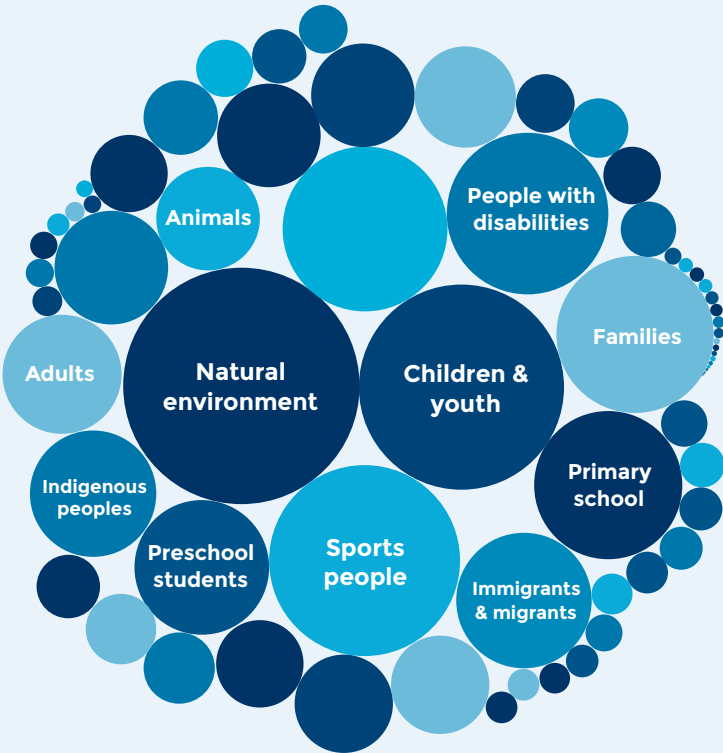 People with
disabilities
Animals
Families
Natural
environment
Children &
youth
Adults
Primary
school
Indigenous
peoples
Preschool
students
Sports
people
Immigrants
& migrants